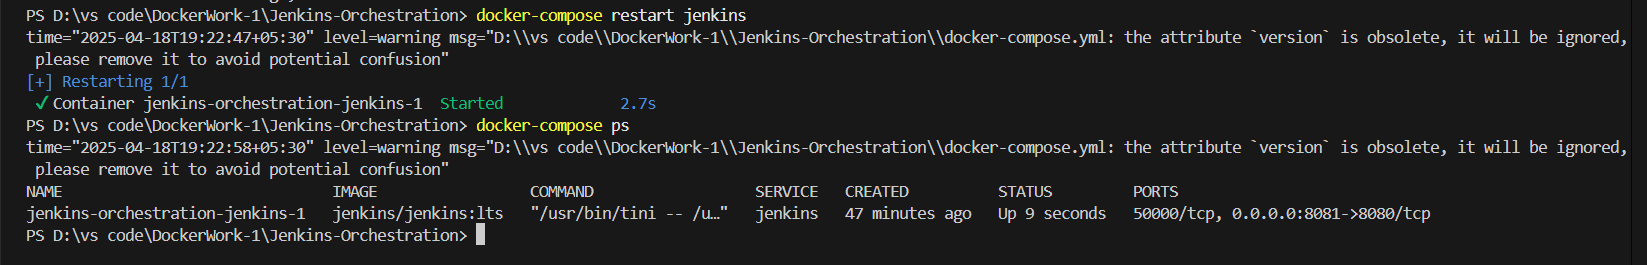 PS D:\vs code\DockerWork-1\Jenkins-Orchestration> docker-compose restart jenkins
time="2025-04-18T19:22:47+05:30" level=warning msg="D:\\vs code\\DockerWork-1\\Jenkins-Orchestration\\docker-compose.yml: the attribute `version` is obsolete, it will be ignored,
please remove it to avoid potential confusion"
[+] Restarting 1/1
✔ Container jenkins-orchestration-jenkins-1 Started 2.7s
PS D:\vs code\DockerWork-1\Jenkins-Orchestration> docker-compose ps
time="2025-04-18T19:22:58+05:30" level=warning msg="D:\\vs code\\DockerWork-1\\Jenkins-Orchestration\\docker-compose.yml: the attribute `version` is obsolete, it will be ignored,
please remove it to avoid potential confusion"
NAME IMAGE COMMAND SERVICE CREATED STATUS PORTS
jenkins-orchestration-jenkins-1 jenkins/jenkins:lts "/usr/bin/tini -- /u…" jenkins 47 minutes ago Up 9 seconds 50000/tcp, 0.0.0.0:8081->8080/tcp
PS D:\vs code\DockerWork-1\Jenkins-Orchestration>